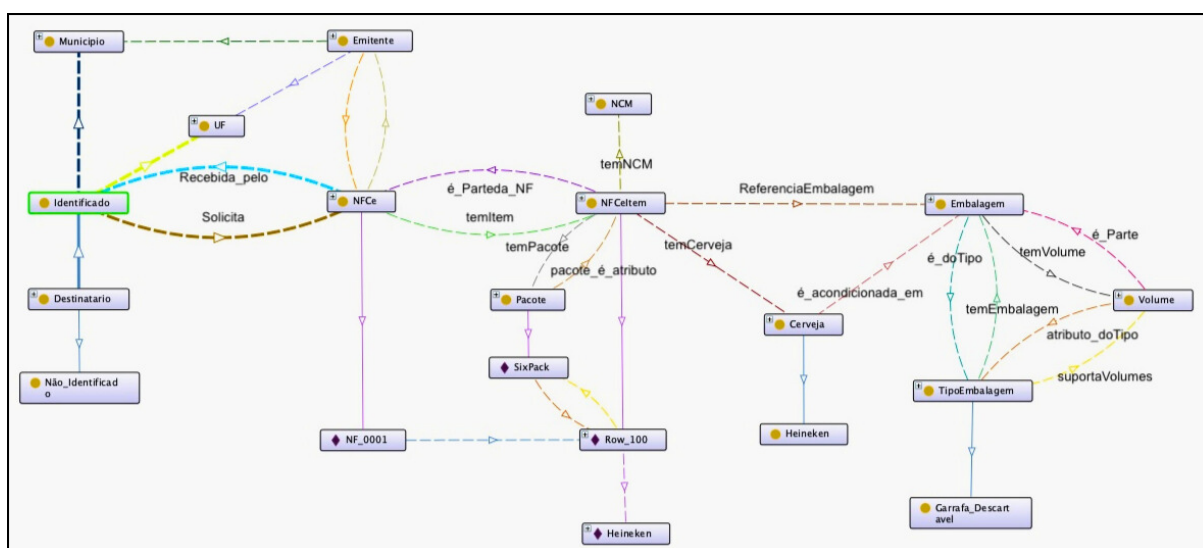 Municipio
Emitente
UF
NCM
temNCM
Recebida_pelo
é_Parteda_NF
ReferenciaEmbalagem
Identificado
NFCe
NFCeItem
Embalagem
Solicita
temItem
temPacote
temCerveja
é_doTipo
temVolume
é_Parte
pacote_é_atributo
Destinatario
Pacote
é_acondicionada_em
temEmbalagem
Volume
Cerveja
atributo_doTipo
SixPack
suportaVolumes
Não_Identificad
o
TipoEmbalagem
NF_0001
Row_100
Heineken
Garrafa_Descart
avel
Heineken